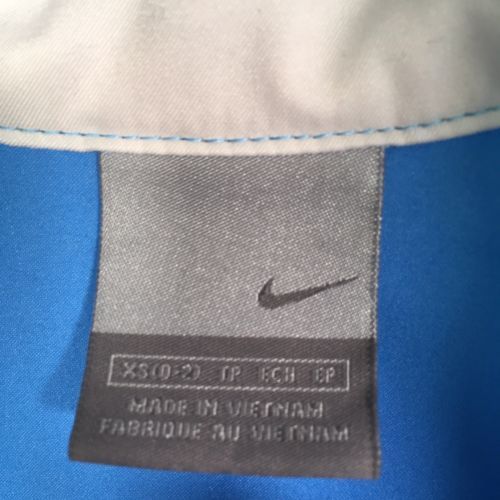 XS(0-2) TP ECH EP
MADE IN VIETNAM
FABRIQUE AU VIETNAM